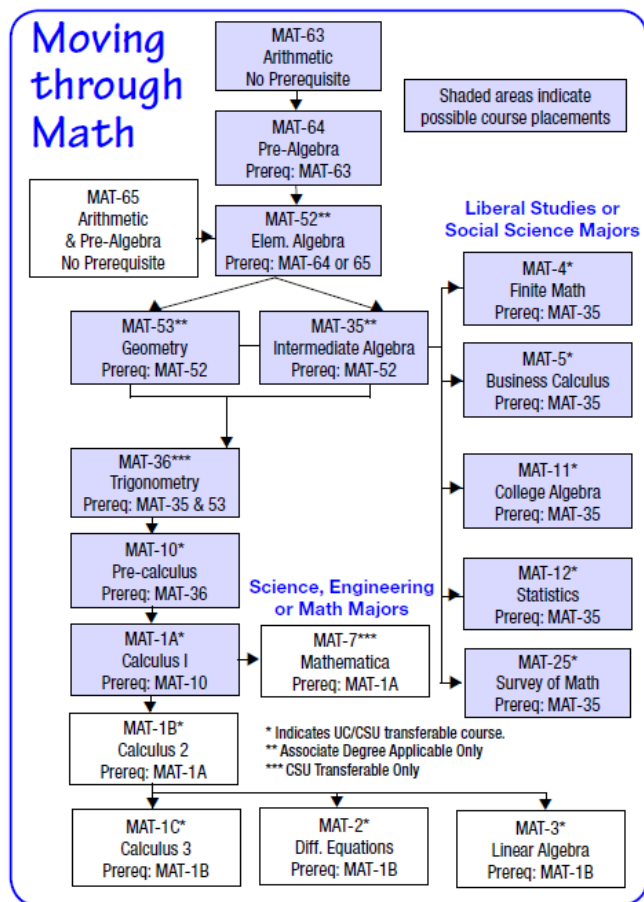 Moving
through
Math
MAT-63
Arithmetic
No Prerequisite
Shaded areas indicate
possible course placements
MAT-64
Pre-Algebra
Prereq: MAT-63
MAT-65
Arithmetic
& Pre-Algebra
No Prerequisite
MAT-52**
Elem. Algebra
Prereq: MAT-64 or 65
Liberal Studies or
Social Science Majors
MAT-4*
Finite Math
Prereq: MAT-35
MAT-53**
Geometry
Prereq: MAT-52
MAT-35**
Intermediate Algebra
Prereq: MAT-52
MAT-5*
Business Calculus
Prereq: MAT-35
MAT-36***
Trigonometry
Prereq: MAT-35 & 53
MAT-11*
College Algebra
Prereq: MAT-35
MAT-10*
Pre-calculus
Prereq: MAT-36
MAT-12*
Statistics
Prereq: MAT-35
Science, Engineering
or Math Majors
MAT-1A*
Calculus I
Prereq: MAT-10
MAT-7***
Mathematica
Prereq: MAT-1A
MAT-25*
Survey of Math
Prereq: MAT-35
MAT-1B*
Calculus 2
Prereq: MAT-1A
* Indicates UC/CSU transferable course.
** Associate Degree Applicable Only
*** CSU Transferable Only
MAT-1C*
Calculus 3
Prereq: MAT-1B
MAT-2*
Diff. Equations
Prereq: MAT-1B
MAT-3*
Linear Algebra
Prereq: MAT-1B